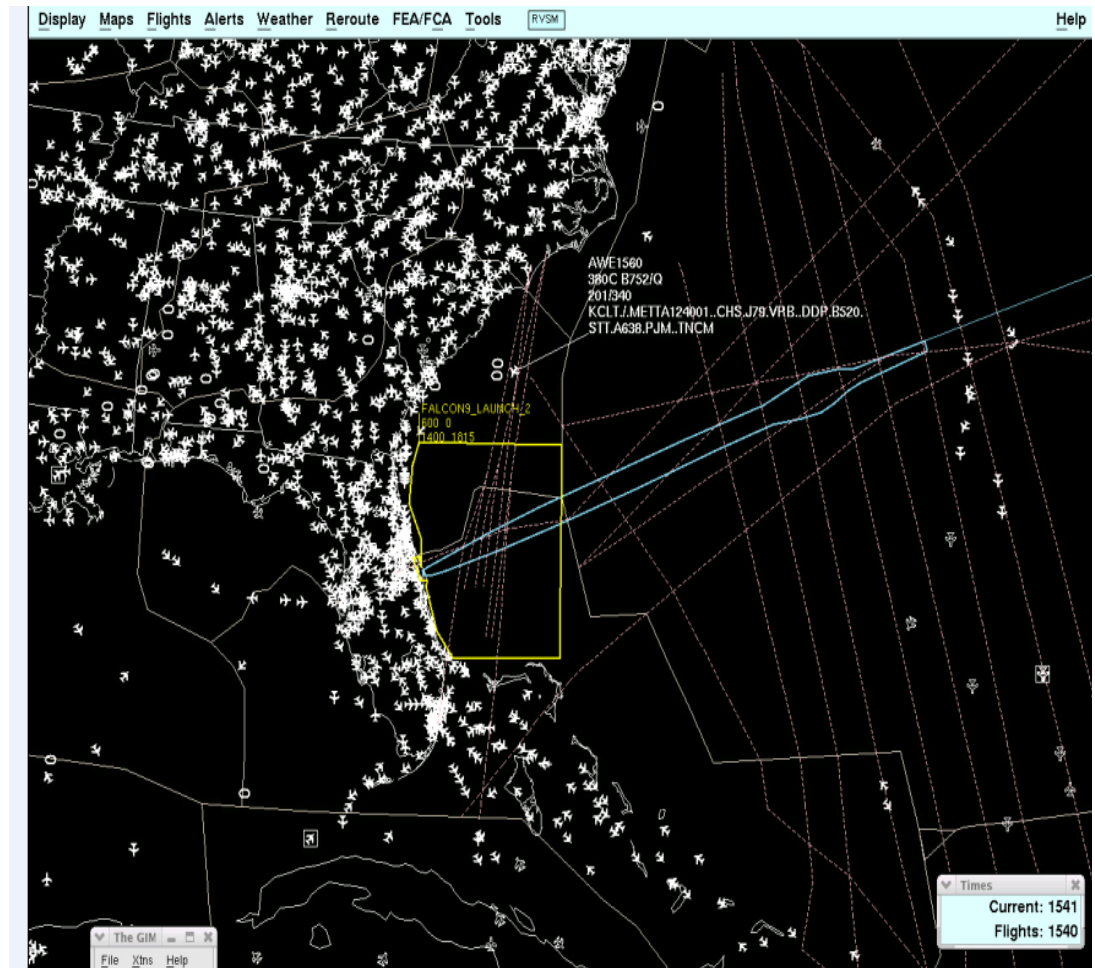 Display Maps Flights Alerts Weather Reroute FEA/FCA Tools RVSM Help
AWE1560
380C B752/Q
201/340
KCLT./.METTA124001..CHS.J79.VRB..DDP.B520.
STT.A638.PJM..TNCM
FALCON9_LAUNCH_2
600 0
1400 1815
Times
Current: 1541
Flights: 1540
The GIM
File Xtns Help